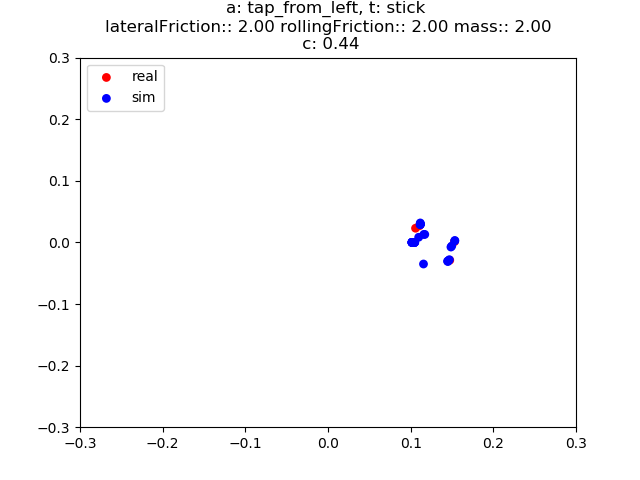 a: tap_from_left, t: stick
lateralFriction:: 2.00 rollingFriction:: 2.00 mass:: 2.00
c: 0.44
real
sim
0.3
0.2
0.1
0.0
−0.1
−0.2
−0.3
−0.3
−0.2
−0.1
0.0
0.1
0.2
0.3